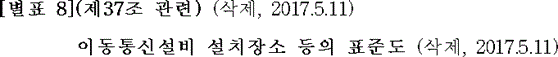 [별표 8](제37조 관련) (삭제, 2017.5.11)
이동통신설비 설치장소 등의 표준도 (삭제, 2017.5.11)